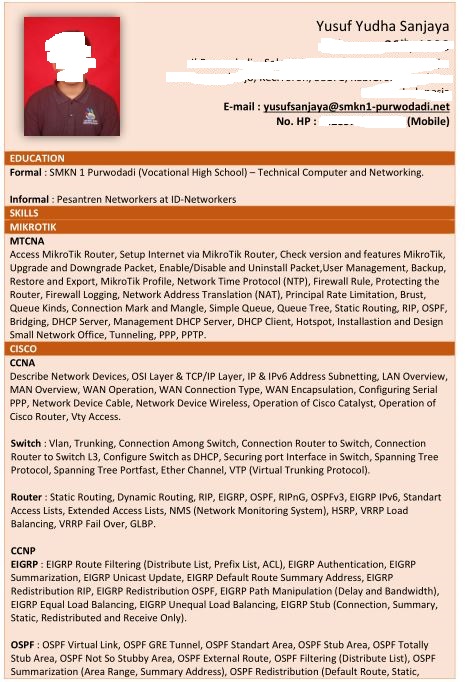 Yusuf Yudha Sanjaya
E-mail : yusufsanjaya@smkn1-purwodadi.net
No. HP : (Mobile)
EDUCATION
Formal : SMKN 1 Purwodadi (Vocational High School) – Technical Computer and Networking.
Informal : Pesantren Networkers at ID-Networkers
SKILLS
MIKROTIK
MTCNA
Access MikroTik Router, Setup Internet via MikroTik Router, Check version and features MikroTik,
Upgrade and Downgrade Packet, Enable/Disable and Uninstall Packet,User Management, Backup,
Restore and Export, MikroTik Profile, Network Time Protocol (NTP), Firewall Rule, Protecting the
Router, Firewall Logging, Network Address Translation (NAT), Principal Rate Limitation, Brust,
Queue Kinds, Connection Mark and Mangle, Simple Queue, Queue Tree, Static Routing, RIP, OSPF,
Bridging, DHCP Server, Management DHCP Server, DHCP Client, Hotspot, Installastion and Design
Small Network Office, Tunneling, PPP, PPTP.
CISCO
CCNA
Describe Network Devices, OSI Layer & TCP/IP Layer, IP & IPv6 Address Subnetting, LAN Overview,
MAN Overview, WAN Operation, WAN Connection Type, WAN Encapsulation, Configuring Serial
PPP, Network Device Cable, Network Device Wireless, Operation of Cisco Catalyst, Operation of
Cisco Router, Vty Access.
Switch : Vlan, Trunking, Connection Among Switch, Connection Router to Switch, Connection
Router to Switch L3, Configure Switch as DHCP, Securing port Interface in Switch, Spanning Tree
Protocol, Spanning Tree Portfast, Ether Channel, VTP (Virtual Trunking Protocol).
Router : Static Routing, Dynamic Routing, RIP, EIGRP, OSPF, RIPnG, OSPFv3, EIGRP IPv6, Standart
Access Lists, Extended Access Lists, NMS (Network Monitoring System), HSRP, VRRP Load
Balancing, VRRP Fail Over, GLBP.
CCNP
EIGRP : EIGRP Route Filtering (Distribute List, Prefix List, ACL), EIGRP Authentication, EIGRP
Summarization, EIGRP Unicast Update, EIGRP Default Route Summary Address, EIGRP
Redistribution RIP, EIGRP Redistribution OSPF, EIGRP Path Manipulation (Delay and Bandwidth),
EIGRP Equal Load Balancing, EIGRP Unequal Load Balancing, EIGRP Stub (Connection, Summary,
Static, Redistributed and Receive Only).
OSPF : OSPF Virtual Link, OSPF GRE Tunnel, OSPF Standart Area, OSPF Stub Area, OSPF Totally
Stub Area, OSPF Not So Stubby Area, OSPF External Route, OSPF Filtering (Distribute List), OSPF
Summarization (Area Range, Summary Address), OSPF Redistribution (Default Route, Static,